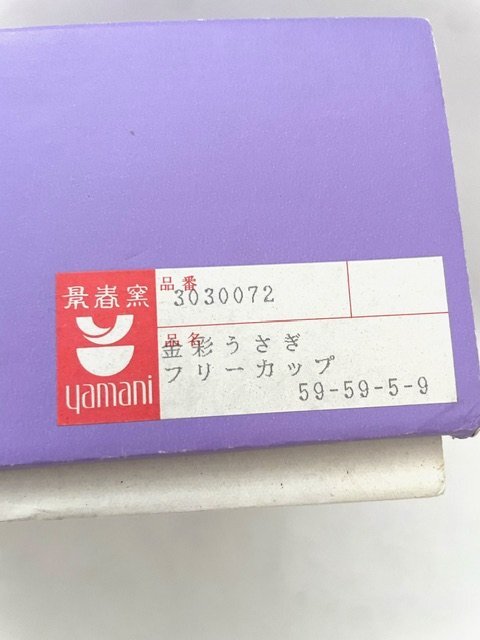 景春窯
yamani
品番
3030072
品名
金彩うさぎ
フリーカップ
59-59-5-9